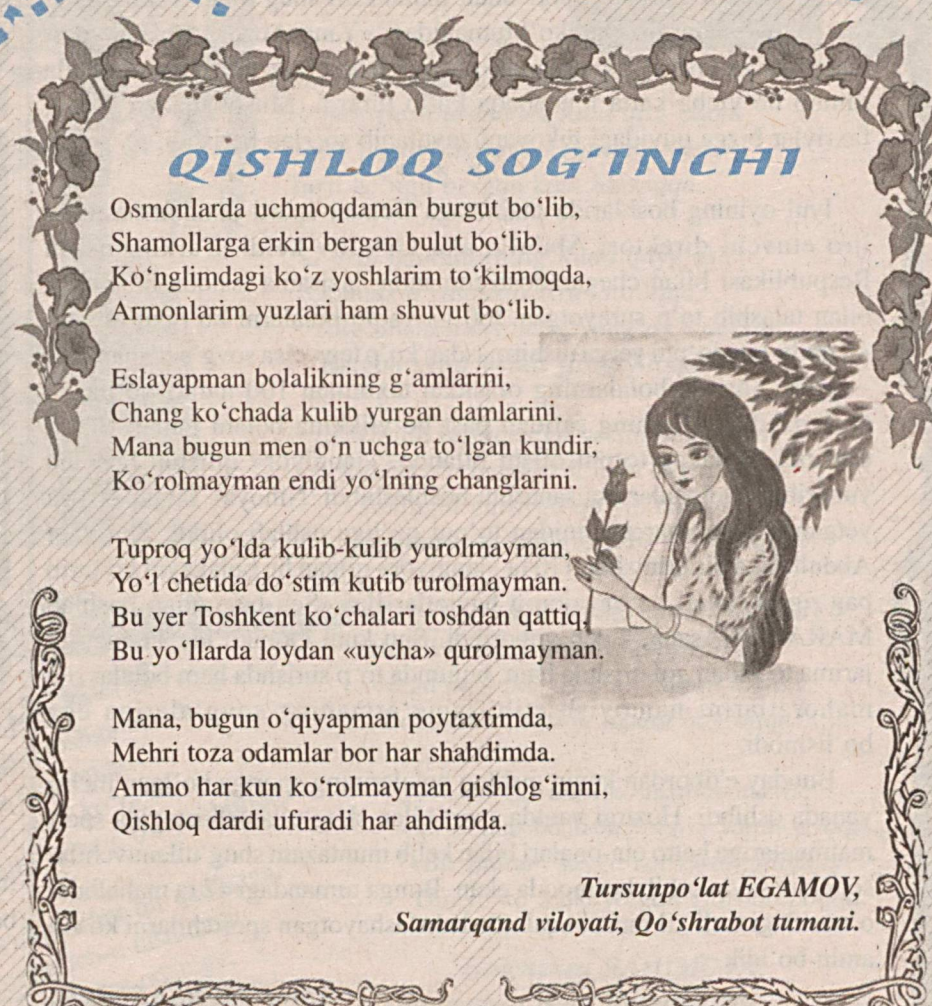 QISHLOQ SOG‘INCHI
Osmonlarda uchmoqdaman burgut bo‘lib,
Shamollarga erkin bergan bulut bo‘lib.
Ko‘nglimdagi ko‘z yoshlarim to‘kilmoqda,
Armonlarim yuzlari ham shuvut bo‘lib.
Eslayapman bolalikning g‘amlarini,
Chang ko‘chada kulib yurgan damlarini.
Mana bugun men o‘n uchga to‘lgan kundir,
Ko‘rolmayman endi yo‘lning changlarini.
Tuproq yo‘lda kulib-kulib yurolmayman,
Yo‘l chetida do‘stim kutib turolmayman.
Bu yer Toshkent ko‘chalari toshdan qattiq,
Bu yo‘llarda loydan «uycha» qurolmayman.
Mana, bugun o‘qiyapman poytaxtimda,
Mehri toza odamlar bor har shahdimda.
Ammo har kun ko‘rolmayman qishlog‘imni,
Qishloq dardi ufuradi har ahdimda.
Tursunpo‘lat EGAMOV,
Samarqand viloyati, Qo‘shrabot tumani.